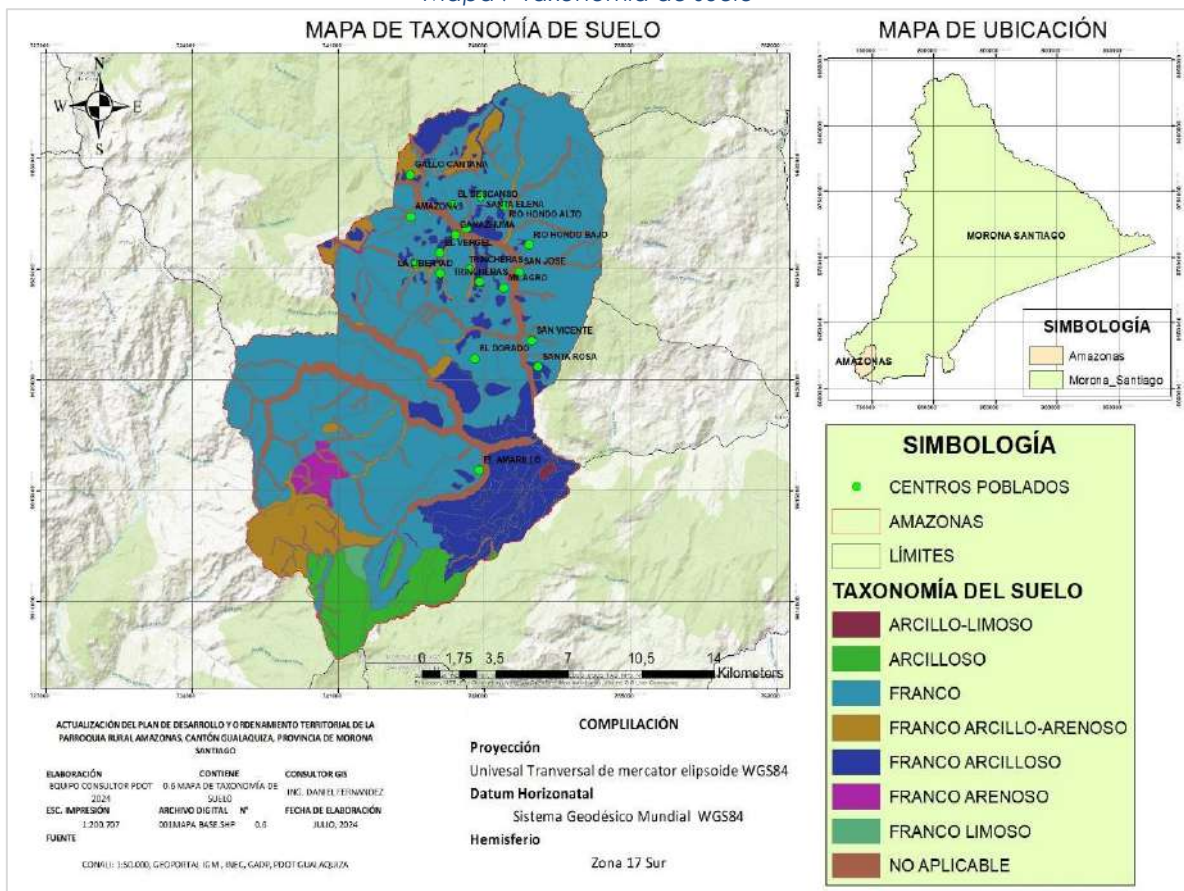 Mapa 7 Taxonomía de suelo
MAPA DE TAXONOMÍA DE SUELO
N
W E
S
GALLO CANTANA
EL DESCANSO
SANTA ELENA
AMAZONAS
RIO HONDO ALTO
GANAZHUMA
RIO HONDO BAJO
EL VERGEL
LA LIBERTAD
TRINCHERAS
SAN JOSE
TRINCHERAS
MILAGRO
SAN VICENTE
EL DORADO
SANTA ROSA
EL AMARILLO
0 1,75 3,5 7 10,5 14
Kilometers
MAPA DE UBICACIÓN
MORONA SANTIAGO
AMAZONAS
SIMBOLOGÍA
Amazonas
Morona_Santiago
SIMBOLOGÍA
CENTROS POBLADOS
AMAZONAS
LÍMITES
TAXONOMÍA DEL SUELO
ARCILLO-LIMOSO
ARCILLOSO
FRANCO
FRANCO ARCILLO-ARENOSO
FRANCO ARCILLOSO
FRANCO ARENOSO
FRANCO LIMOSO
NO APLICABLE
ACTUALIZACIÓN DEL PLAN DE DESARROLLO Y ORDENAMIENTO TERRITORIAL DE LA
PARROQUIA RURAL AMAZONAS, CANTÓN GUALAQUIZA, PROVINCIA DE MORONA
SANTIAGO
ELABORACIÓN CONTIENE CONSULTOR GIS
EQUIPO CONSULTOR PDOT 0.6 MAPA DE TAXONOMÍA DE ING. DANIEL FERNANDEZ
2024 SUELO
ESC. IMPRESIÓN ARCHIVO DIGITAL N° FECHA DE ELABORACIÓN
1:200.707 001MAPA BASE.SHP 0.6 JULIO, 2024
FUENTE
CONALI: 1:50.000, GEOPORTAL IGM, INEC, GADP, PDOT GUALAQUIZA
COMPLILACIÓN
Proyección
Univesal Tranversal de mercator elipsoide WGS84
Datum Horizonatal
Sistema Geodésico Mundial WGS84
Hemisferio
Zona 17 Sur